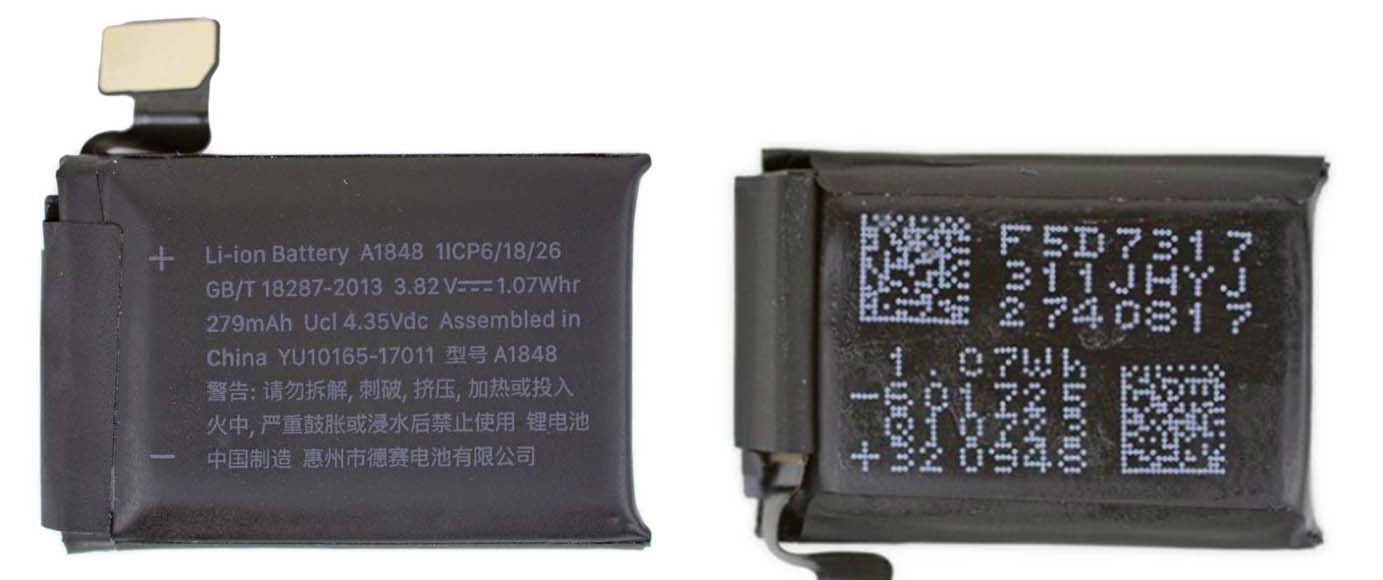 + Li-ion Battery A1848 1ICP6/18/26
GB/T 18287-2013 3.82 V⎓1.07Whr
279mAh Ucl 4.35Vdc Assembled in
China YU10165-17011 型号 A1848
警告: 请勿拆解, 刺破, 挤压, 加热或投入
火中, 严重鼓胀或浸水后禁止使用 锂电池
– 中国制造 惠州市德赛电池有限公司
F5D7317
311JHYJ
2740817
1.07Wh